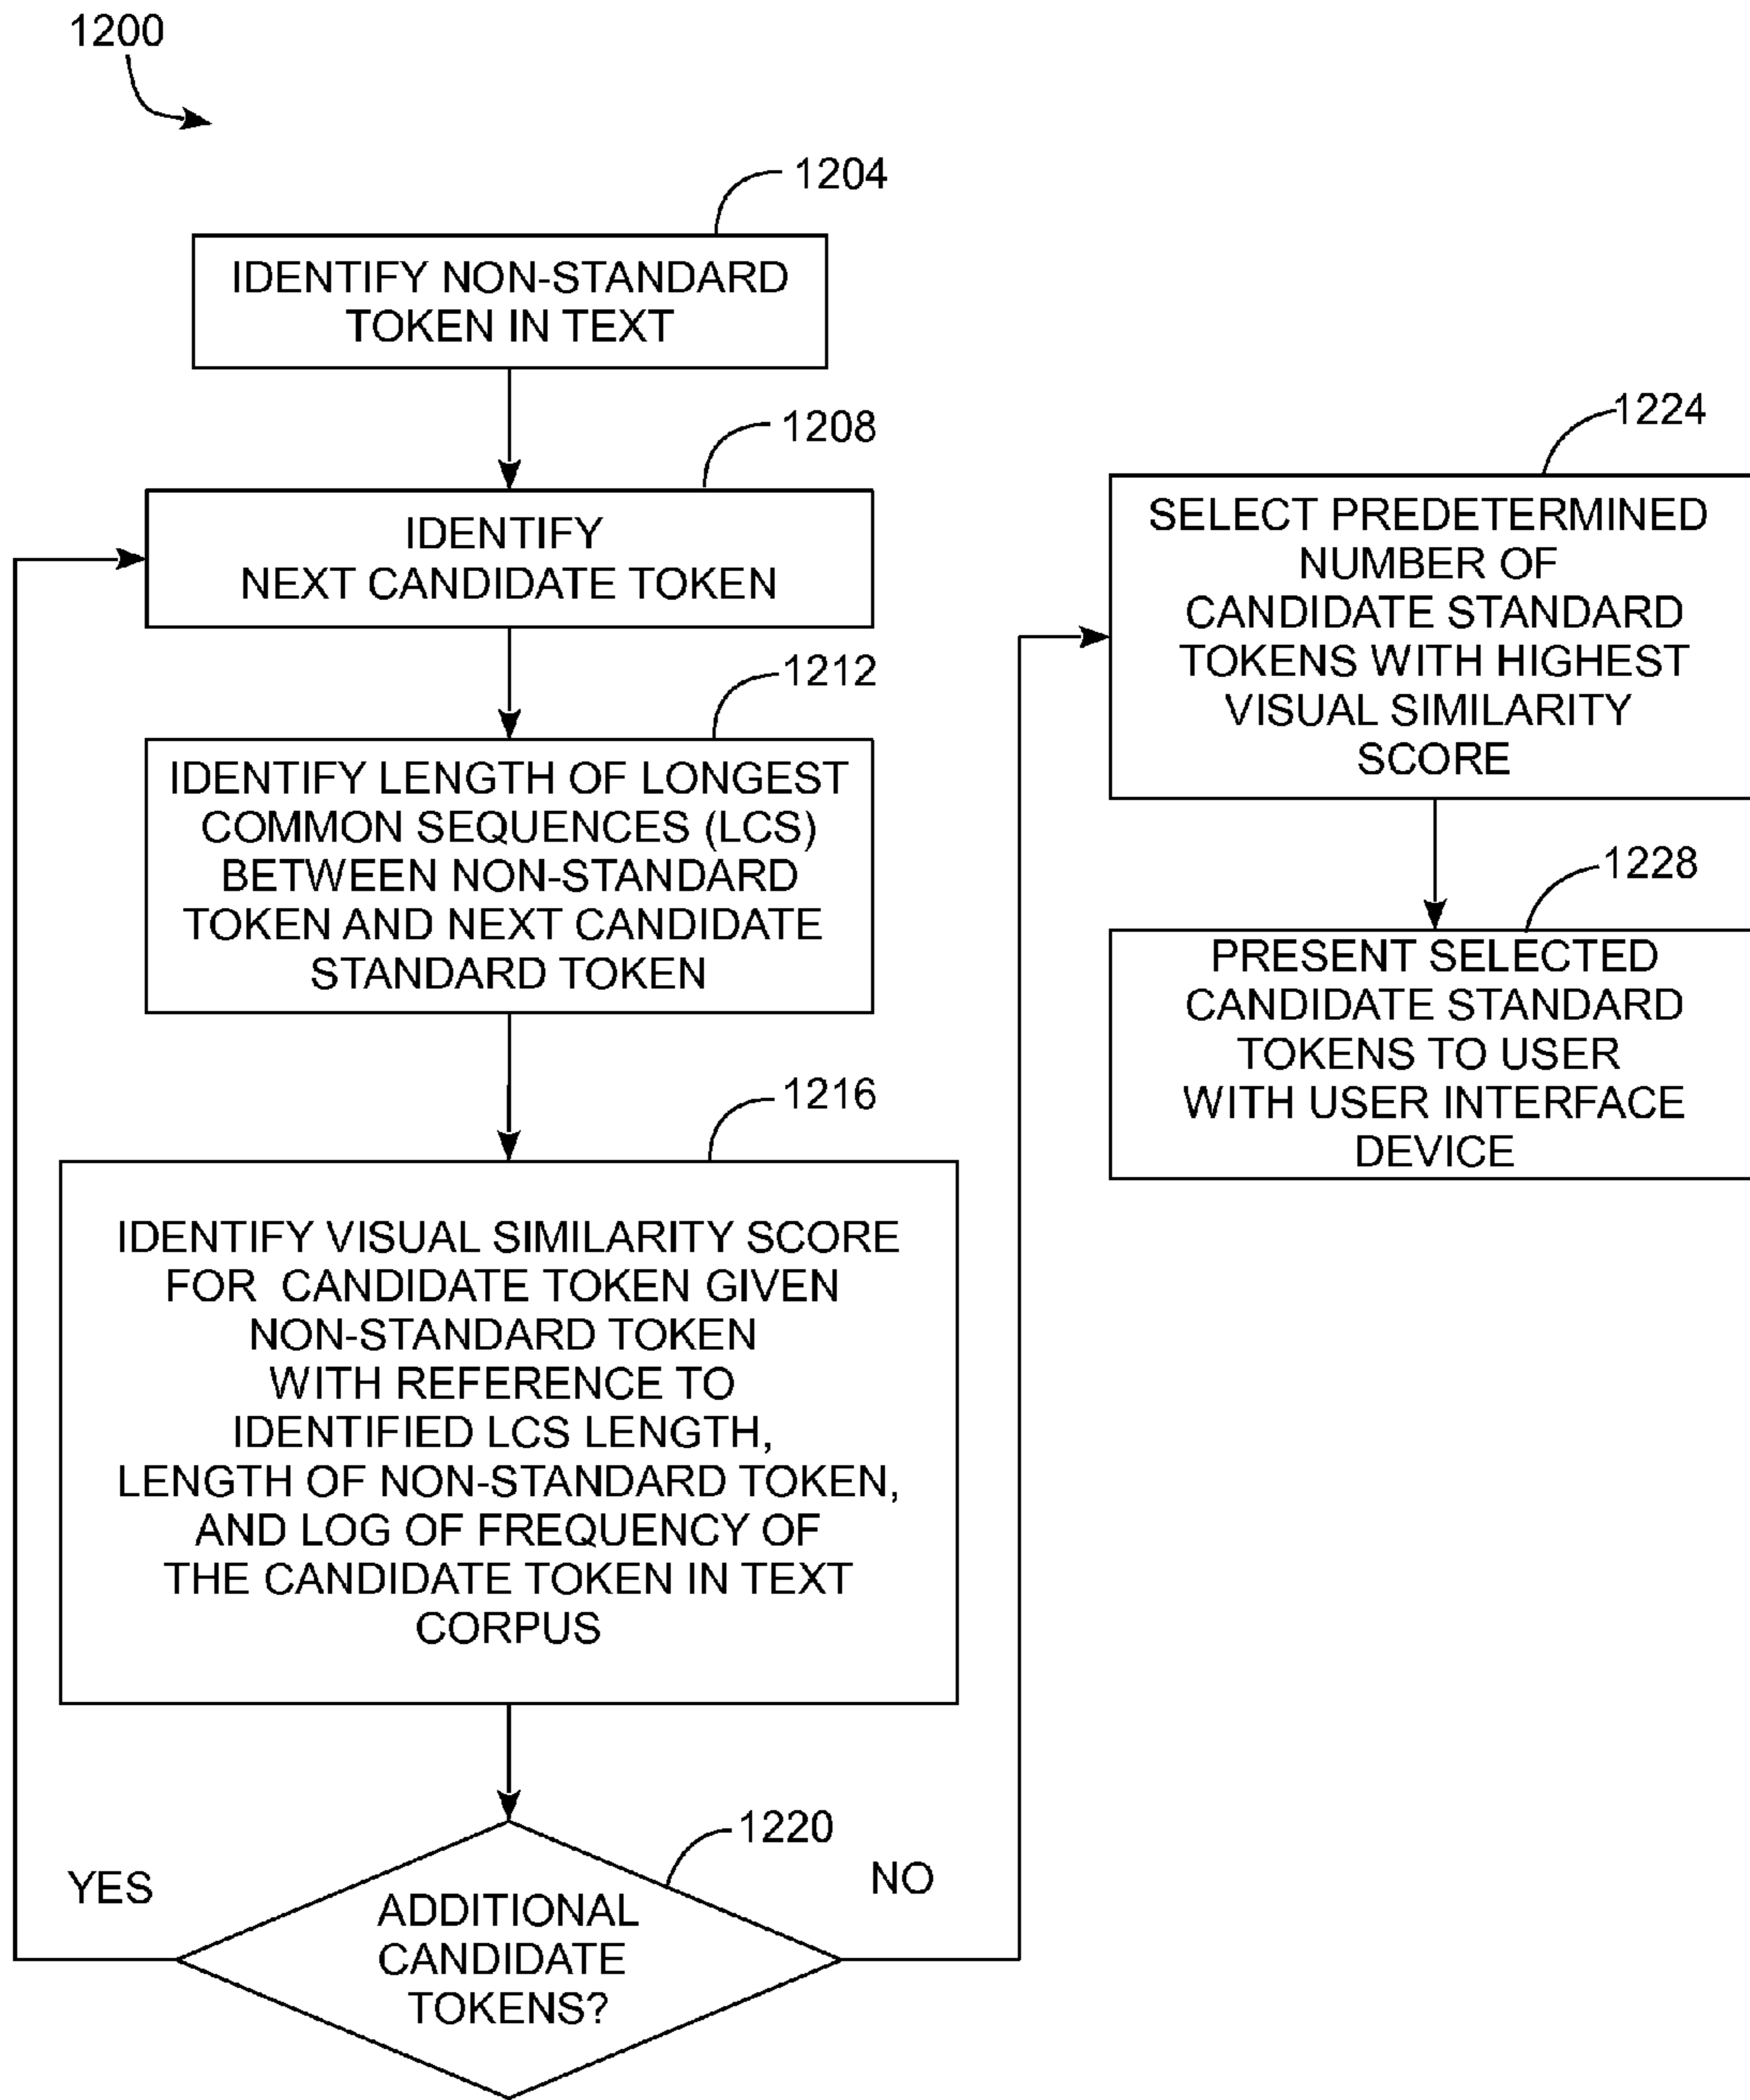 1200
1204
IDENTIFY NON-STANDARD
TOKEN IN TEXT
1208
IDENTIFY
NEXT CANDIDATE TOKEN
1212
IDENTIFY LENGTH OF LONGEST
COMMON SEQUENCES (LCS)
BETWEEN NON-STANDARD
TOKEN AND NEXT CANDIDATE
STANDARD TOKEN
1216
IDENTIFY VISUAL SIMILARITY SCORE
FOR CANDIDATE TOKEN GIVEN
NON-STANDARD TOKEN
WITH REFERENCE TO
IDENTIFIED LCS LENGTH,
LENGTH OF NON-STANDARD TOKEN,
AND LOG OF FREQUENCY OF
THE CANDIDATE TOKEN IN TEXT
CORPUS
1220
YES
NO
ADDITIONAL
CANDIDATE
TOKENS?
1224
SELECT PREDETERMINED
NUMBER OF
CANDIDATE STANDARD
TOKENS WITH HIGHEST
VISUAL SIMILARITY
SCORE
1228
PRESENT SELECTED
CANDIDATE STANDARD
TOKENS TO USER
WITH USER INTERFACE
DEVICE